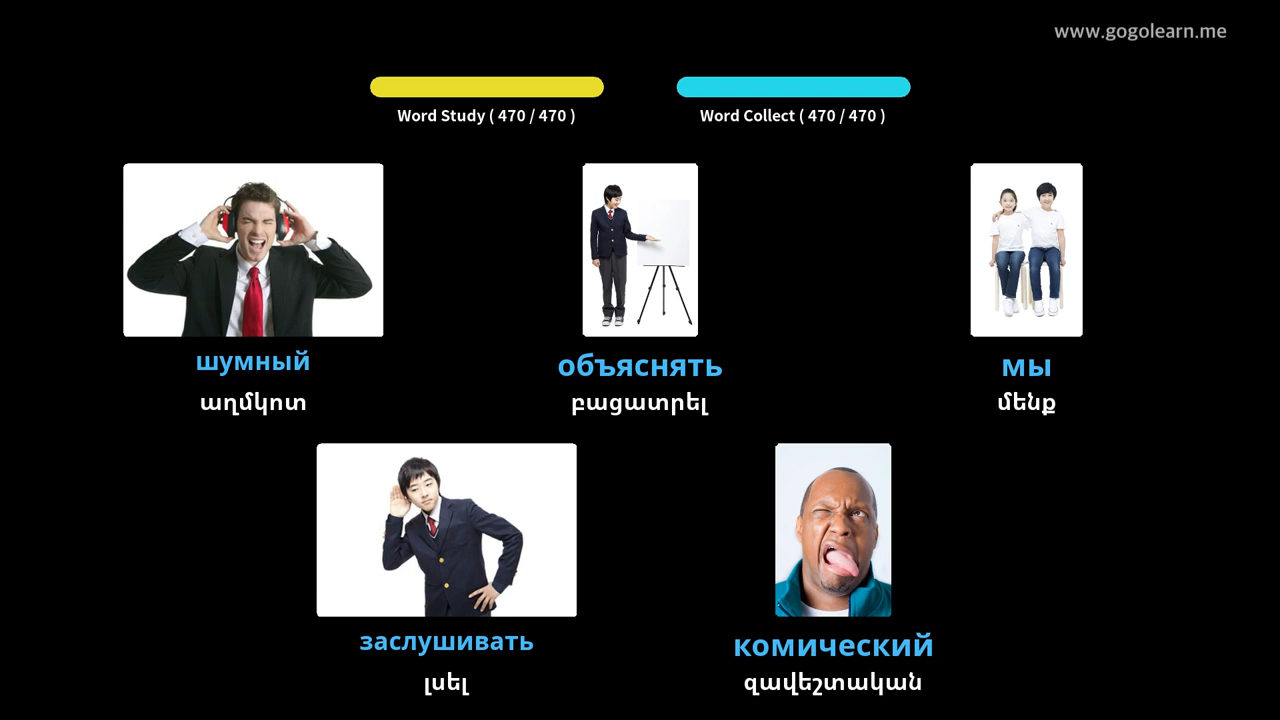 www.gogolearn.me
Word Study ( 470 / 470 )
Word Collect ( 470 / 470 )
шумный
աղմկոտ
объяснять
բացատրել
мы
մենք
заслушивать
լսել
комический
զավեշտական